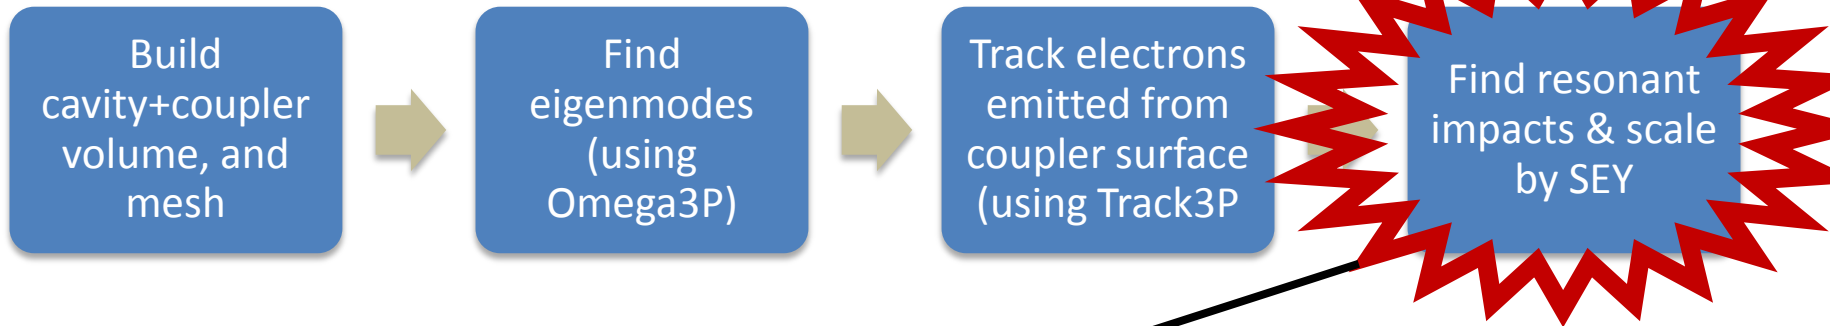 Build
cavity+coupler
volume, and
mesh
Find
eigenmodes
(using
Omega3P)
Track electrons
emitted from
coupler surface
(using Track3P
Find resonant
impacts & scale
by SEY